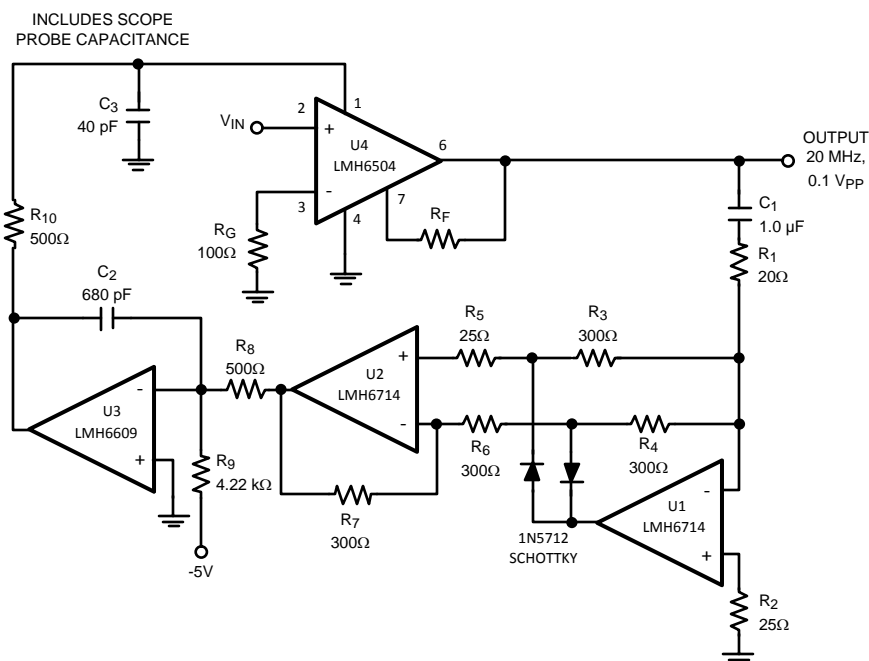 INCLUDES SCOPE
PROBE CAPACITANCE
C3
40 pF
VIN
2
1
+
U4
LMH6504
6
-
3
4
7
RF
RG
100Ω
OUTPUT
20 MHz,
0.1 VPP
C1
1.0 µF
R1
20Ω
R10
500Ω
C2
680 pF
R5
25Ω
R3
300Ω
R8
500Ω
+
U2
LMH6714
-
-
U3
LMH6609
+
R6
300Ω
R4
300Ω
R9
4.22 kΩ
R7
300Ω
-5V
1N5712
SCHOTTKY
-
U1
LMH6714
+
R2
25Ω